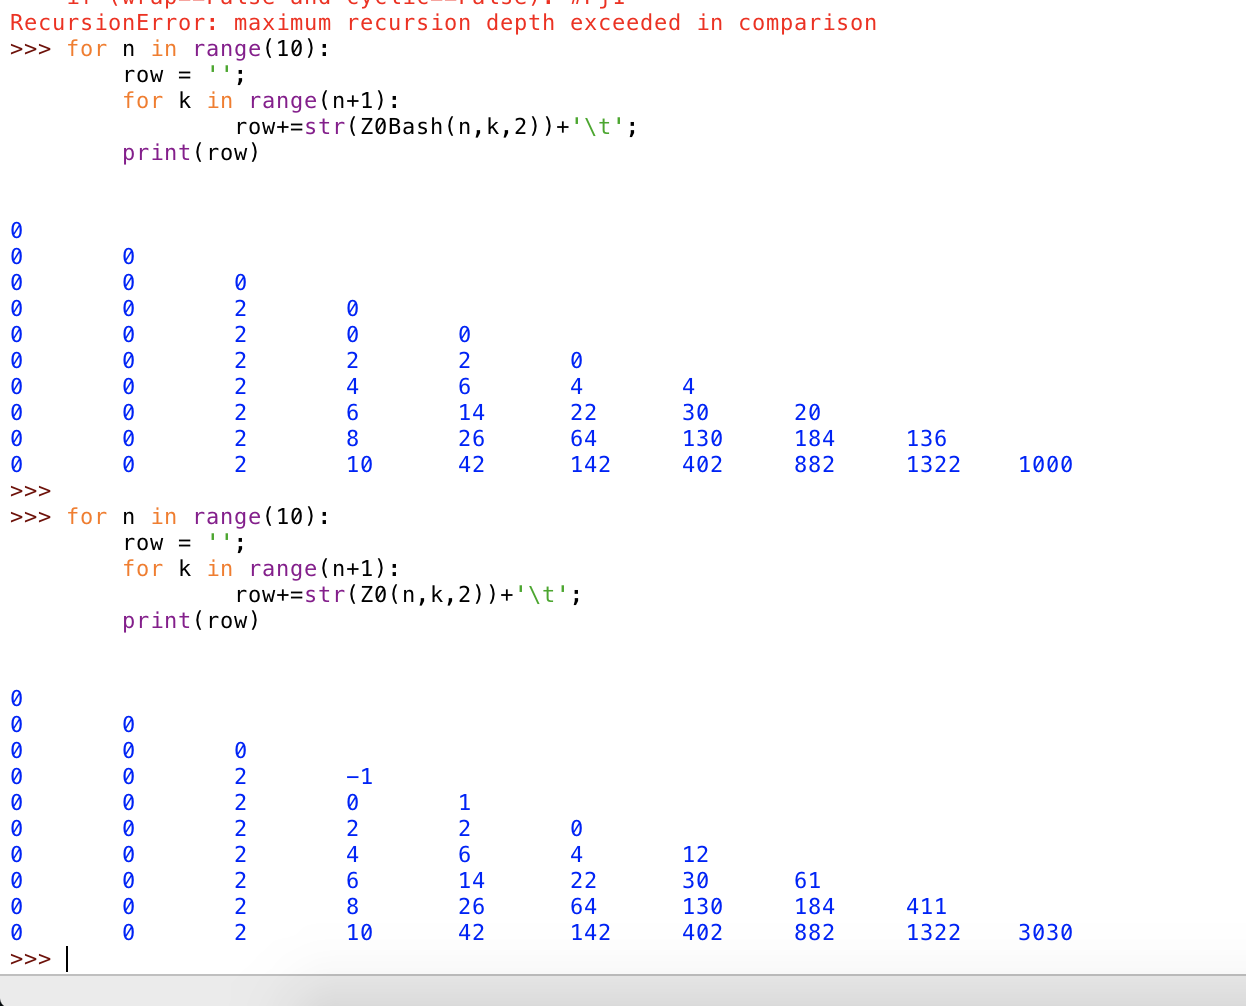 if (wrap==False and cyclic==False): #Fji
RecursionError: maximum recursion depth exceeded in comparison
>>> for n in range(10):
        row = '';
        for k in range(n+1):
                row+=str(Z0Bash(n,k,2))+'\t';
        print(row)
0
0	0
0	0	0
0	0	2	0
0	0	2	0	0
0	0	2	2	2	0
0	0	2	4	6	4	4
0	0	2	6	14	22	30	20
0	0	2	8	26	64	130	184	136
0	0	2	10	42	142	402	882	1322	1000
>>>
>>> for n in range(10):
        row = '';
        for k in range(n+1):
                row+=str(Z0(n,k,2))+'\t';
        print(row)
0
0	0
0	0	0
0	0	2	-1
0	0	2	0	1
0	0	2	2	2	0
0	0	2	4	6	4	12
0	0	2	6	14	22	30	61
0	0	2	8	26	64	130	184	411
0	0	2	10	42	142	402	882	1322	3030
>>>